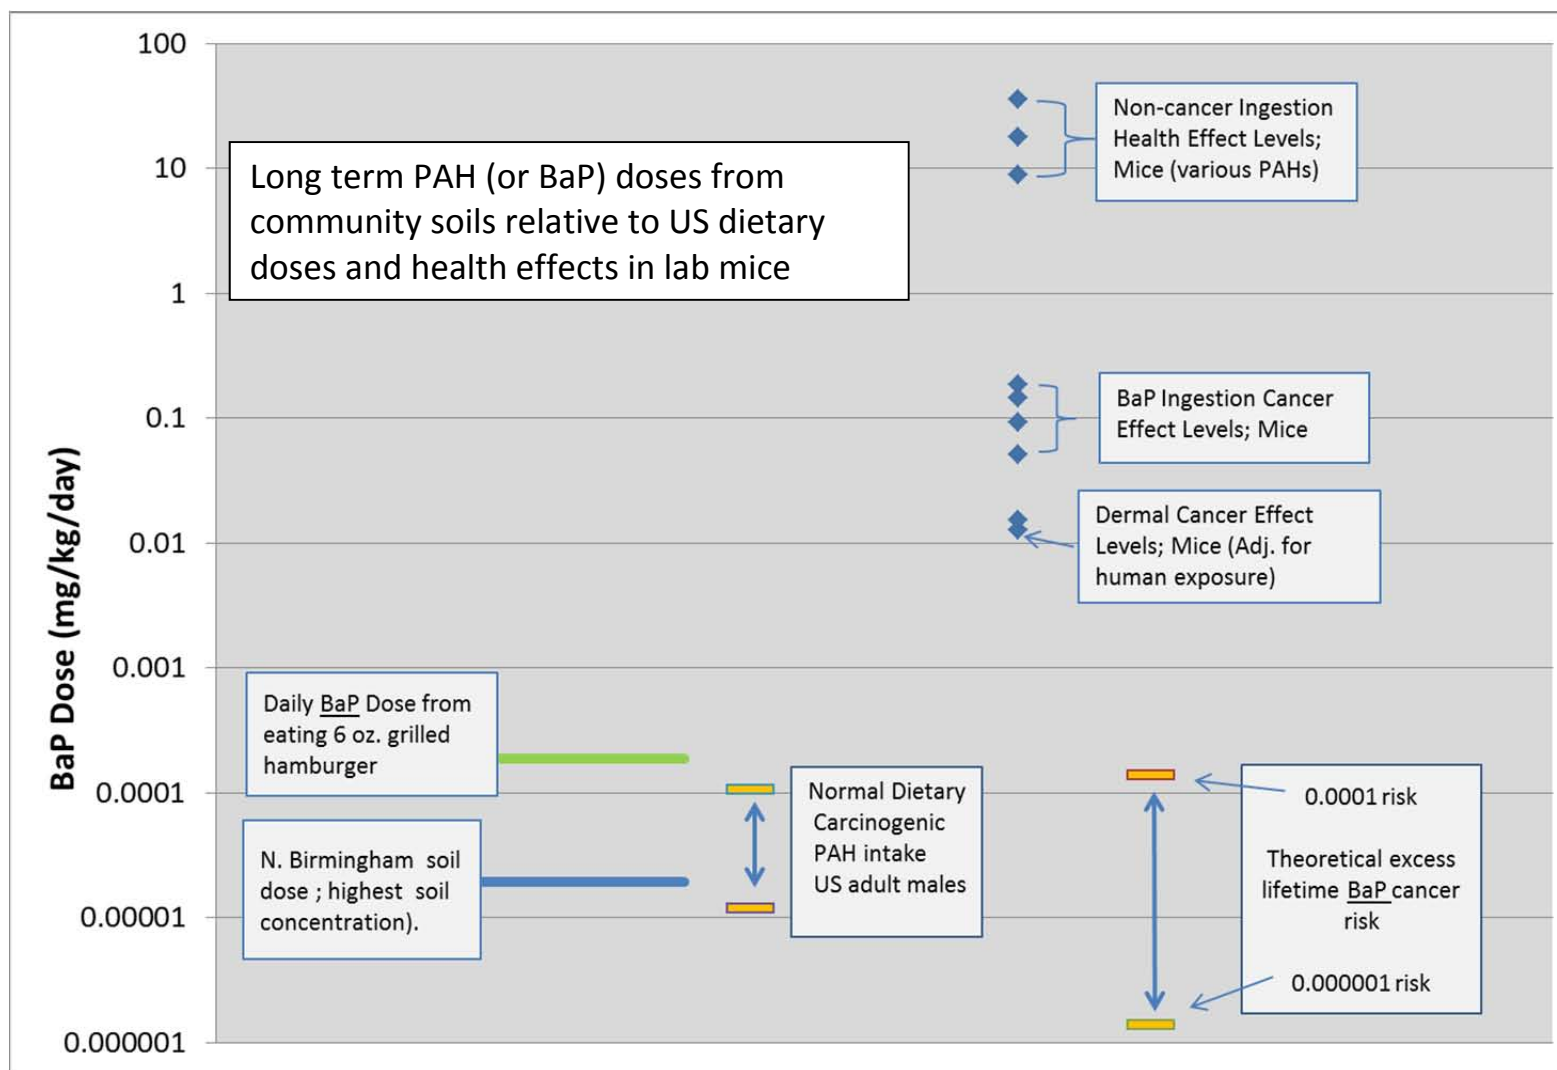 100
10
1
0.1
0.01
0.001
0.0001
0.00001
0.000001
BaP Dose (mg/kg/day)
Long term PAH (or BaP) doses from
community soils relative to US dietary
doses and health effects in lab mice
Non-cancer Ingestion
Health Effect Levels;
Mice (various PAHs)
BaP Ingestion Cancer
Effect Levels; Mice
Dermal Cancer Effect
Levels; Mice (Adj. for
human exposure)
Daily BaP Dose from
eating 6 oz. grilled
hamburger
N. Birmingham soil
dose ; highest soil
concentration).
Normal Dietary
Carcinogenic
PAH intake
US adult males
0.0001 risk
Theoretical excess
lifetime BaP cancer
risk
0.000001 risk